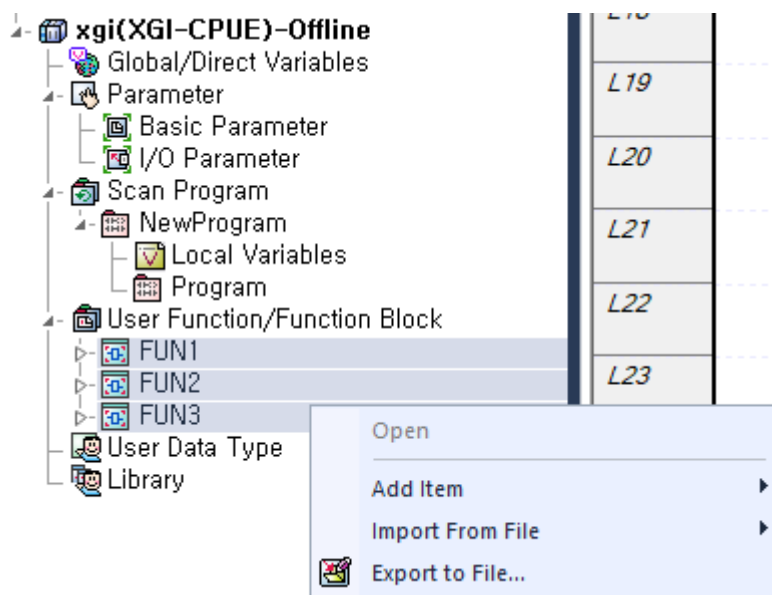 xgi(XGI-CPUE)-Offline
Global/Direct Variables
Parameter
Basic Parameter
I/O Parameter
Scan Program
NewProgram
Local Variables
Program
User Function/Function Block
FUN1
FUN2
FUN3
User Data Type
Library
L19
L20
L21
L22
L23
Open
Add Item
Import From File
Export to File...